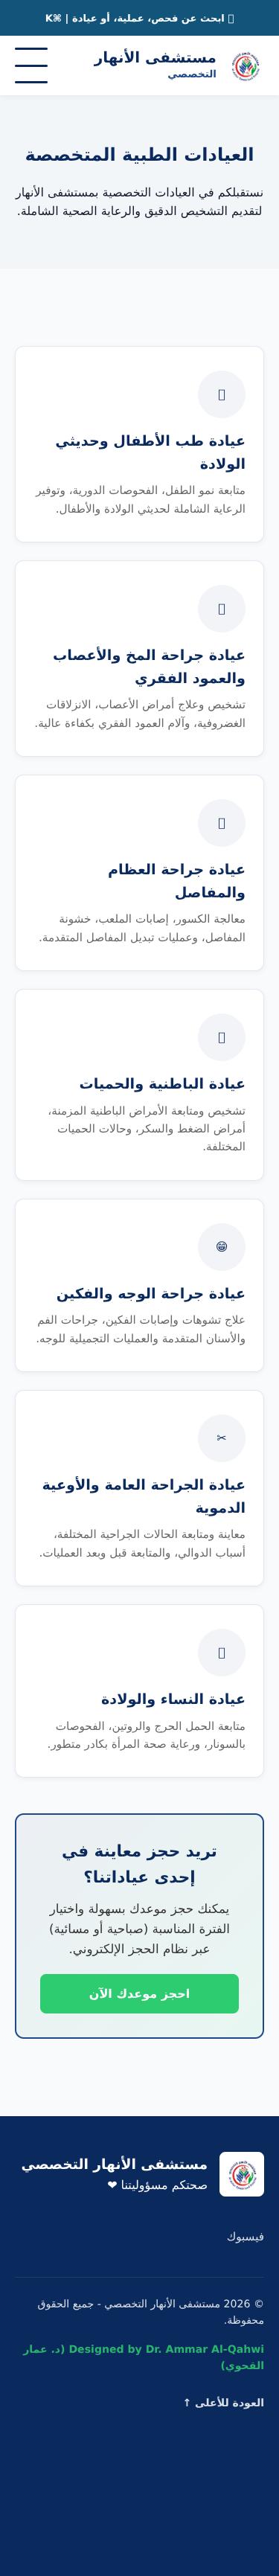 ابحث عن فحص، عملية، أو عيادة | ⌘K
مستشفى الأنهار
التخصصي
العيادات الطبية المتخصصة
نستقبلكم في العيادات التخصصية بمستشفى الأنهار
لتقديم التشخيص الدقيق والرعاية الصحية الشاملة.
عيادة طب الأطفال وحديثي
الولادة
متابعة نمو الطفل، الفحوصات الدورية، وتوفير
الرعاية الشاملة لحديثي الولادة والأطفال.
عيادة جراحة المخ والأعصاب
والعمود الفقري
تشخيص وعلاج أمراض الأعصاب، الانزلاقات
الغضروفية، وآلام العمود الفقري بكفاءة عالية.
عيادة جراحة العظام
والمفاصل
معالجة الكسور، إصابات الملعب، خشونة
المفاصل، وعمليات تبديل المفاصل المتقدمة.
عيادة الباطنية والحميات
تشخيص ومتابعة الأمراض الباطنية المزمنة،
أمراض الضغط والسكر، وحالات الحميات
المختلفة.
عيادة جراحة الوجه والفكين
علاج تشوهات وإصابات الفكين، جراحات الفم
والأسنان المتقدمة والعمليات التجميلية للوجه.
عيادة الجراحة العامة والأوعية
الدموية
معاينة ومتابعة الحالات الجراحية المختلفة،
أسباب الدوالي، والمتابعة قبل وبعد العمليات.
عيادة النساء والولادة
متابعة الحمل الحرج والروتين، الفحوصات
بالسونار، ورعاية صحة المرأة بكادر متطور.
تريد حجز معاينة في
إحدى عياداتنا؟
يمكنك حجز موعدك بسهولة واختيار
الفترة المناسبة (صباحية أو مسائية)
عبر نظام الحجز الإلكتروني.
احجز موعدك الآن
مستشفى الأنهار التخصصي
صحتكم مسؤوليتنا ❤
فيسبوك
© 2026 مستشفى الأنهار التخصصي - جميع الحقوق
محفوظة.
Designed by Dr. Ammar Al-Qahwi (د. عمار
القحوي)
العودة للأعلى ↑